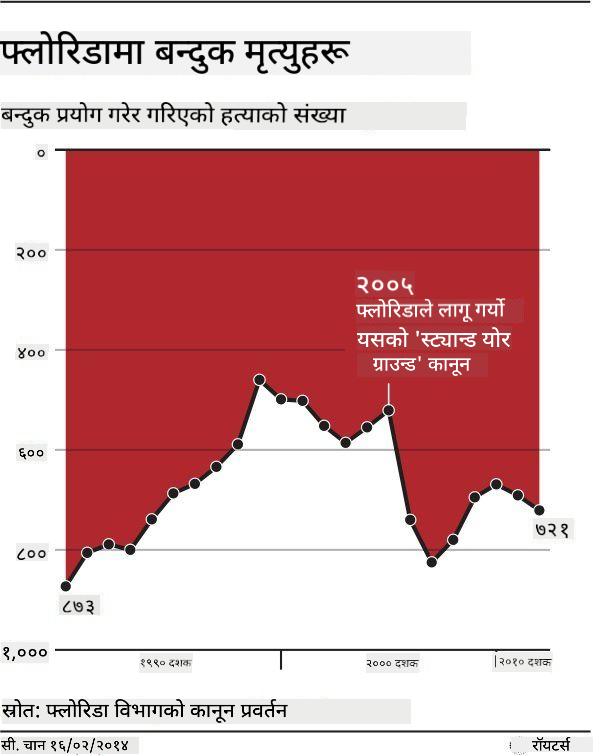 फ्लोरिडामा बन्दुक मृत्युहरू
बन्दुक प्रयोग गरेर गरिएको हत्याको संख्या
०
२००
४००
६००
८००
१,०००
२००५
फ्लोरिडाले लागू गर्यो
यसको 'स्ट्यान्ड योर
ग्राउन्ड' कानून
८७३
७२१
१९९० दशक
२००० दशक
२०१० दशक
स्रोत: फ्लोरिडा विभागको कानून प्रवर्तन
सी. चान १६/०२/२०१४
रॉयटर्स